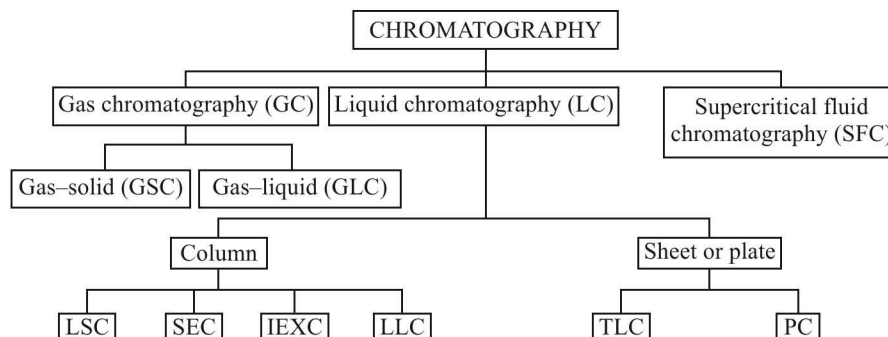 CHROMATOGRAPHY
Gas chromatography (GC)
Liquid chromatography (LC)
Supercritical fluid
chromatography (SFC)
Gas–solid (GSC)
Gas–liquid (GLC)
Column
Sheet or plate
LSC
SEC
IEXC
LLC
TLC
PC